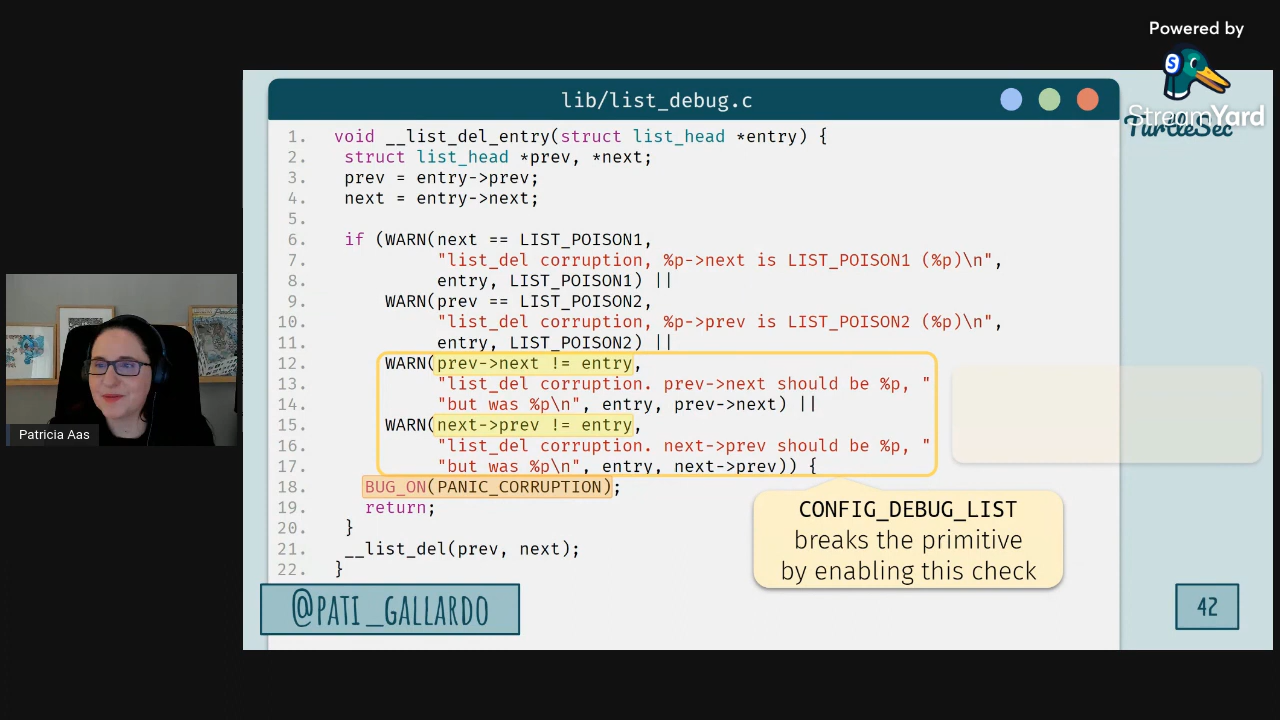 Powered by
StreamYard
TurtleSec
lib/list_debug.c
1. void __list_del_entry(struct list_head *entry) {
2. struct list_head *prev, *next;
3. prev = entry->prev;
4. next = entry->next;
5.
6. if (WARN(next == LIST_POISON1,
7. "list_del corruption, %p->next is LIST_POISON1 (%p)\n",
8. entry, LIST_POISON1) ||
9. WARN(prev == LIST_POISON2,
10. "list_del corruption, %p->prev is LIST_POISON2 (%p)\n",
11. entry, LIST_POISON2) ||
12. WARN(prev->next != entry,
13. "list_del corruption. prev->next should be %p, "
14. "but was %p\n", entry, prev->next) ||
15. WARN(next->prev != entry,
16. "list_del corruption. next->prev should be %p, "
17. "but was %p\n", entry, next->prev)) {
18. BUG_ON(PANIC_CORRUPTION);
19. return;
20. }
21. __list_del(prev, next);
22. }
CONFIG_DEBUG_LIST
breaks the primitive
by enabling this check
Patricia Aas
@PATI_GALLARDO
42